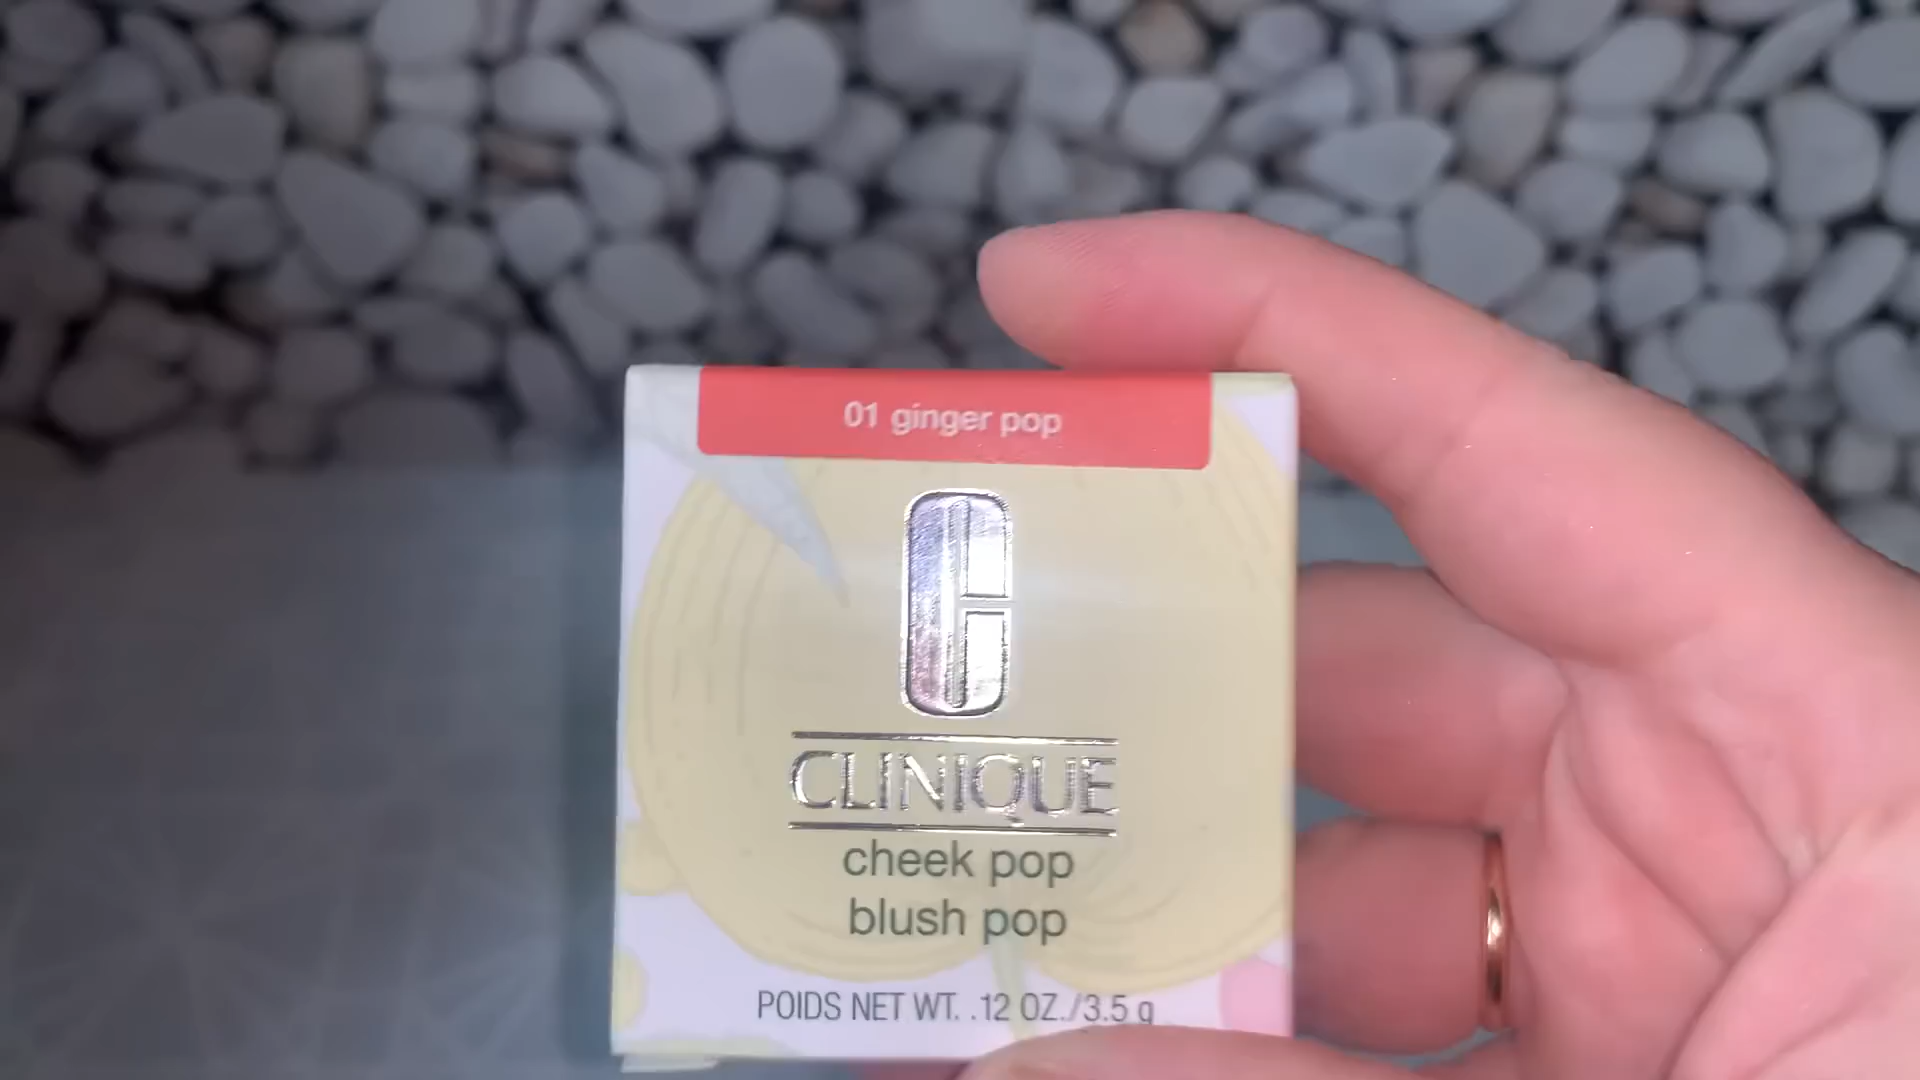 01 ginger pop
CLINIQUE
cheek pop
blush pop
POIDS NET WT. .12 OZ./3.5 g